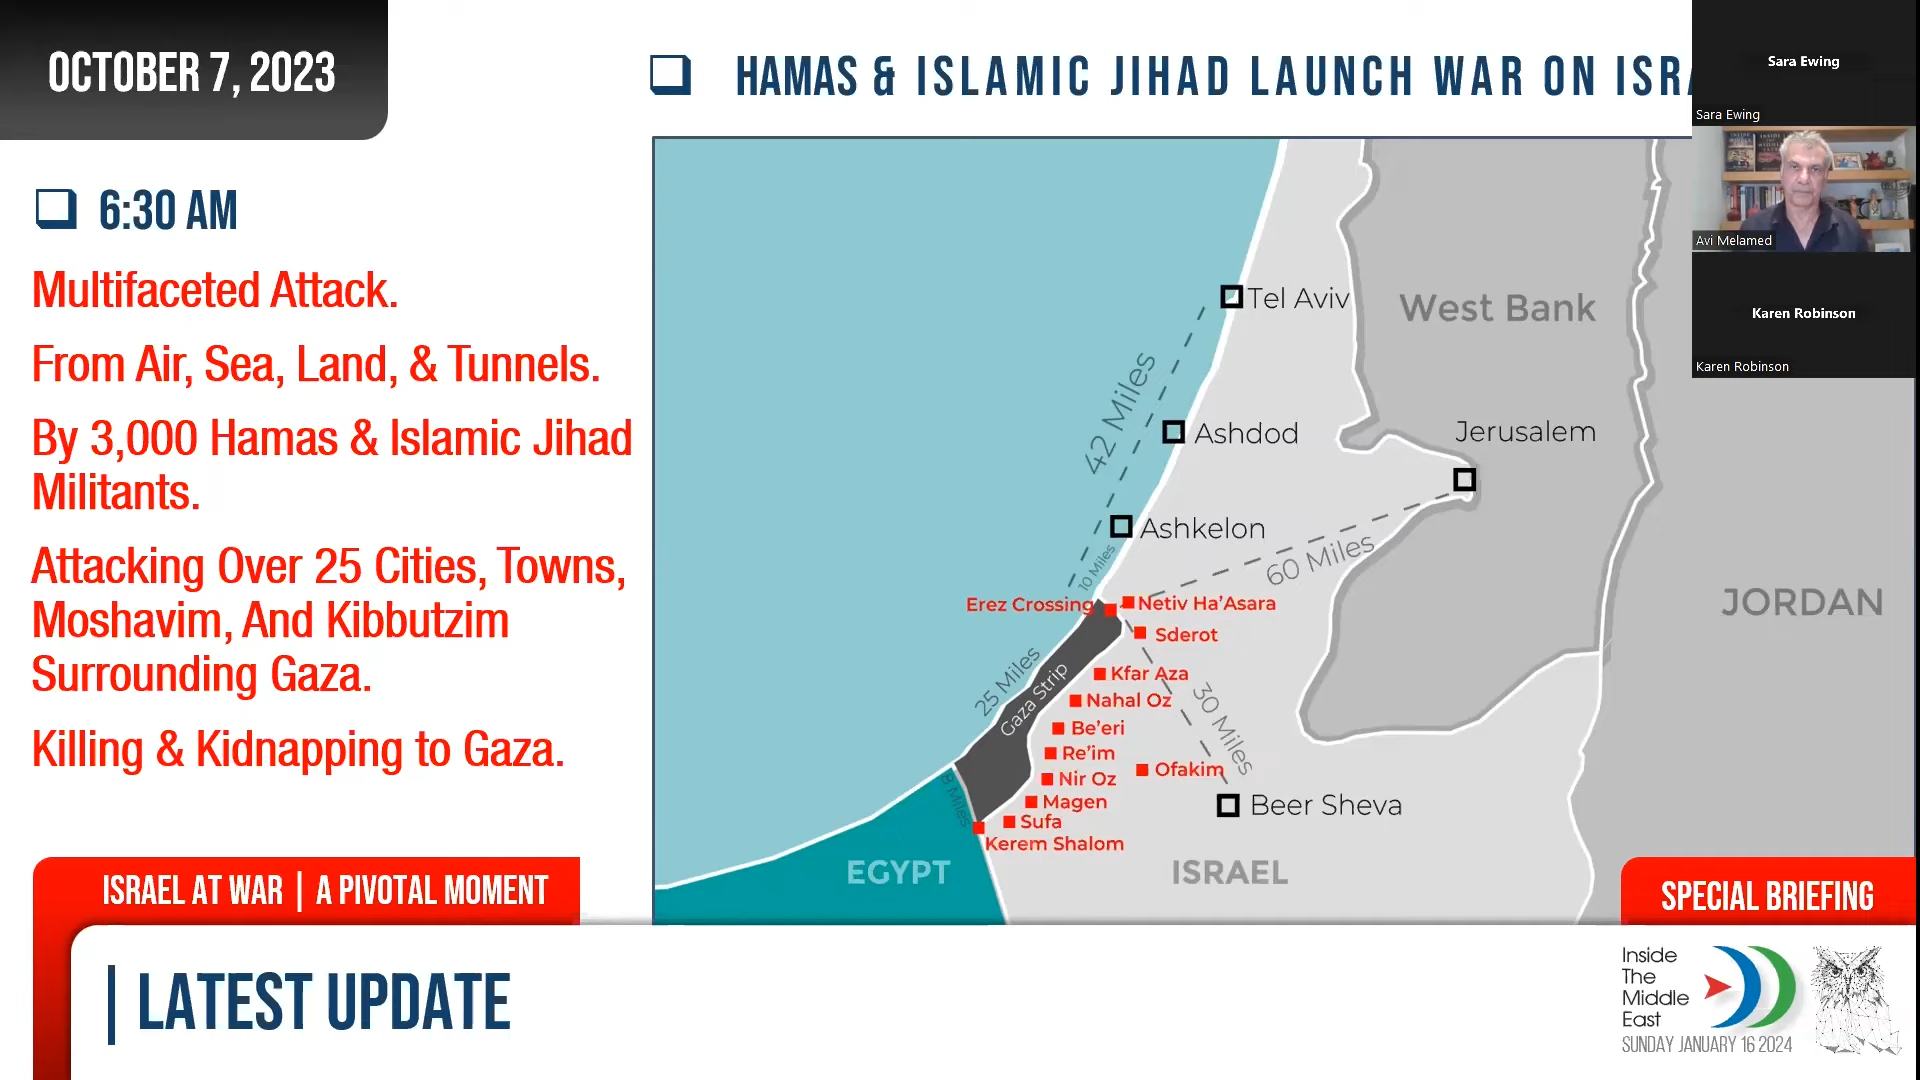 OCTOBER 7, 2023
HAMAS & ISLAMIC JIHAD LAUNCH WAR ON ISRA
6:30 AM
Multifaceted Attack.
From Air, Sea, Land, & Tunnels.
By 3,000 Hamas & Islamic Jihad
Militants.
Attacking Over 25 Cities, Towns,
Moshavim, And Kibbutzim
Surrounding Gaza.
Killing & Kidnapping to Gaza.
Tel Aviv
West Bank
42 Miles
Ashdod
Jerusalem
Ashkelon
10 Miles
60 Miles
Erez Crossing
Netiv Ha'Asara
JORDAN
Sderot
25 Miles
Gaza Strip
Kfar Aza
Nahal Oz
30 Miles
Be'eri
Re'im
Ofakim
Nir Oz
8 Miles
Magen
Beer Sheva
Sufa
Kerem Shalom
EGYPT
ISRAEL
Sara Ewing
Sara Ewing
Avi Melamed
Karen Robinson
Karen Robinson
ISRAEL AT WAR | A PIVOTAL MOMENT
SPECIAL BRIEFING
LATEST UPDATE
Inside
The
Middle
East
SUNDAY JANUARY 16 2024